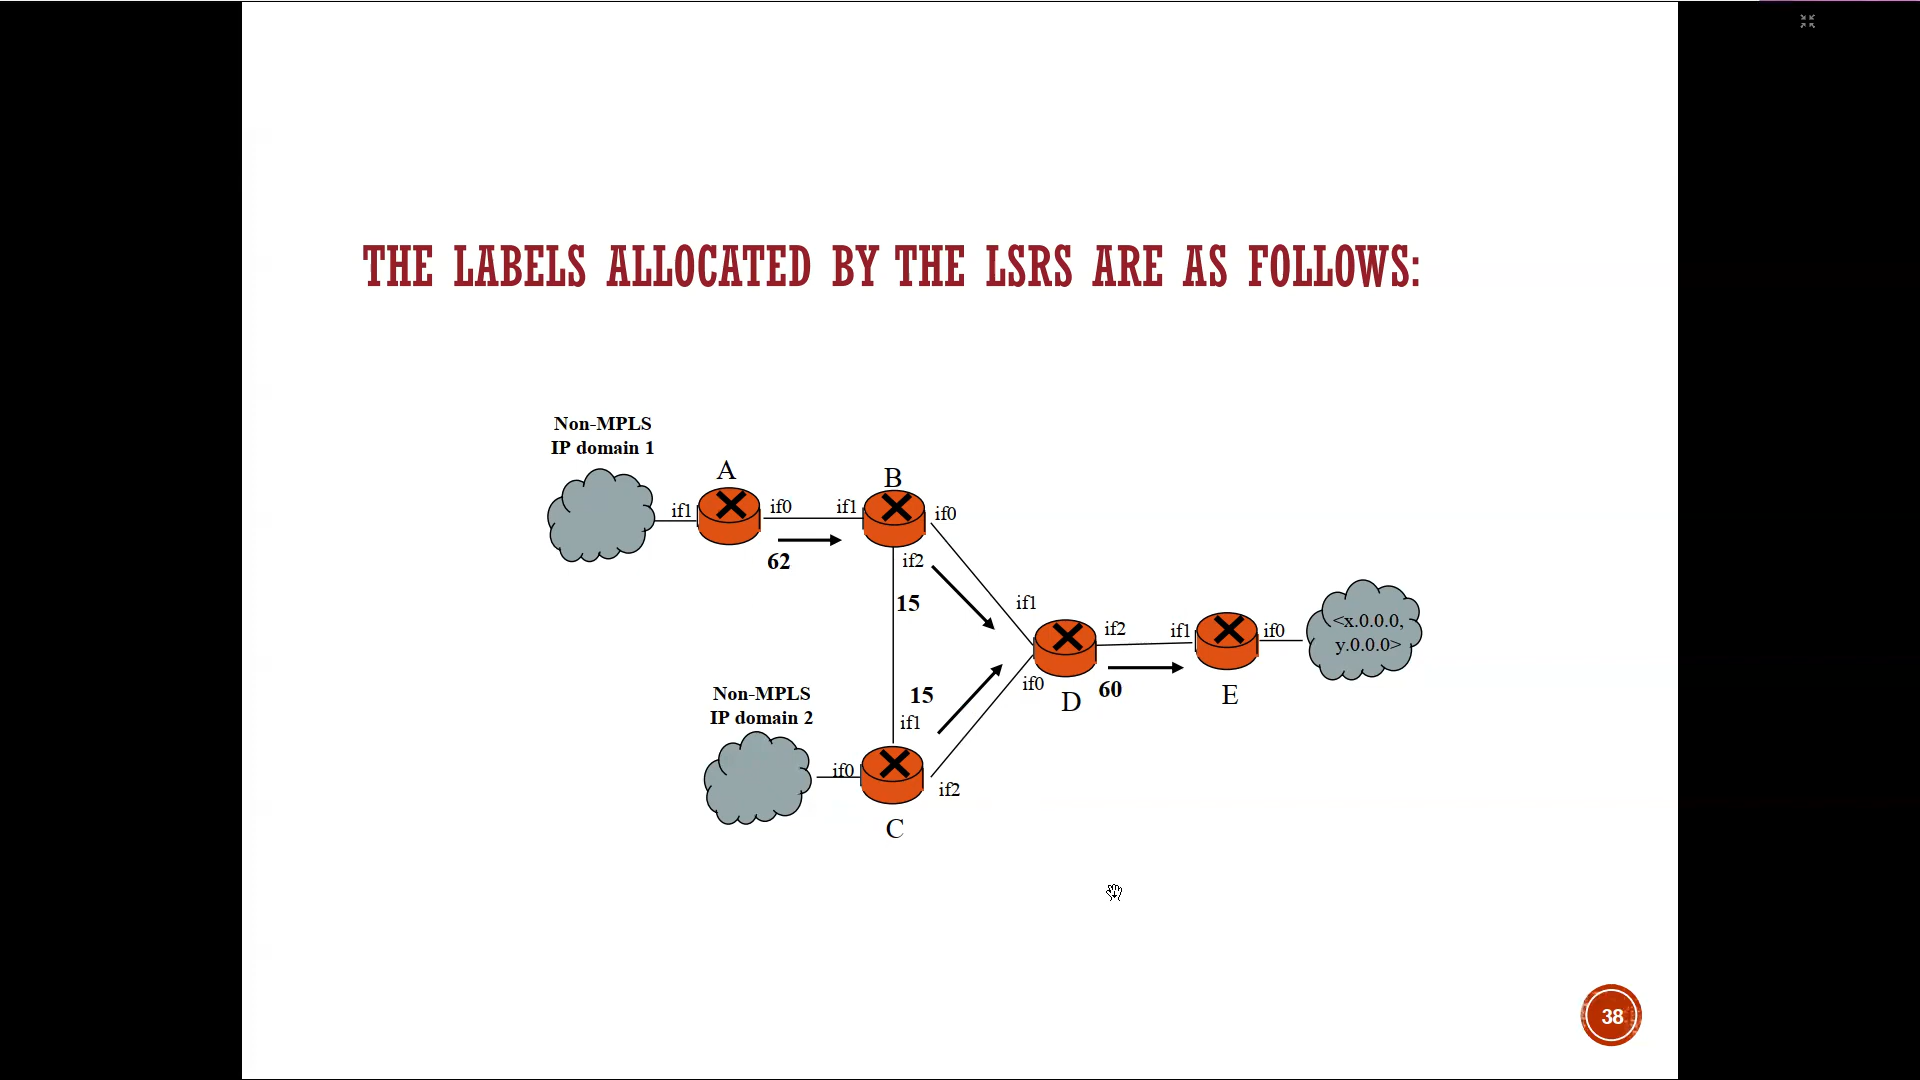 THE LABELS ALLOCATED BY THE LSRS ARE AS FOLLOWS:
Non-MPLS
IP domain 1
A
B
if1
if0
if1
if0
62
if2
15
if1
if2
if1
if0
<x.0.0.0,
y.0.0.0>
if0
D
60
E
Non-MPLS
IP domain 2
15
if1
if0
if2
C
38